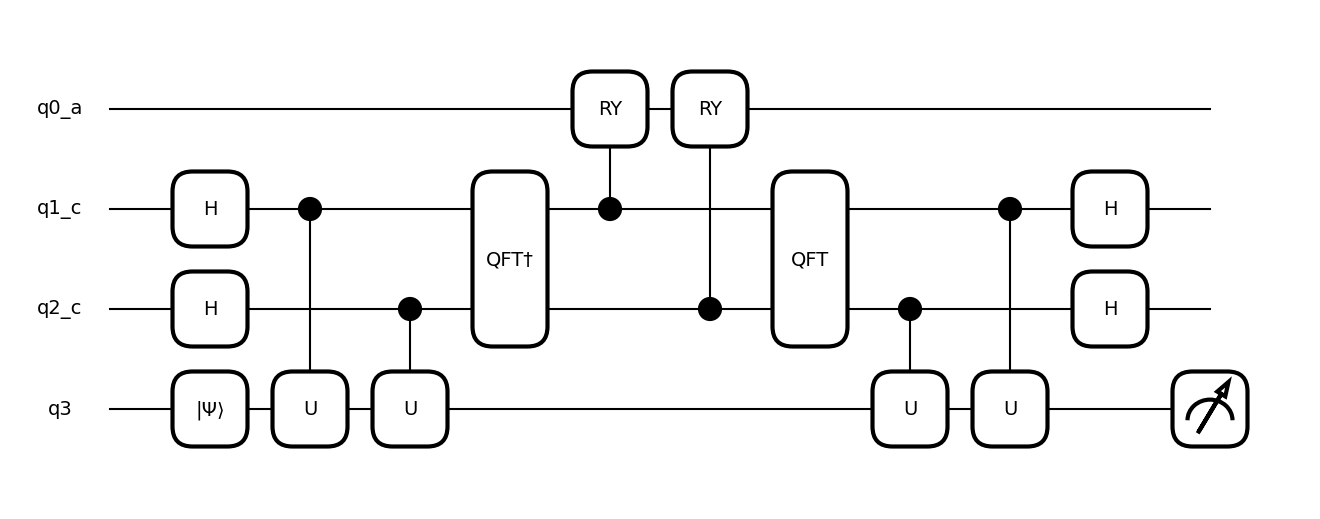 q0_a RY RY
q1_c H QFT† QFT H
q2_c H H
q3 |Ψ⟩ U U U U